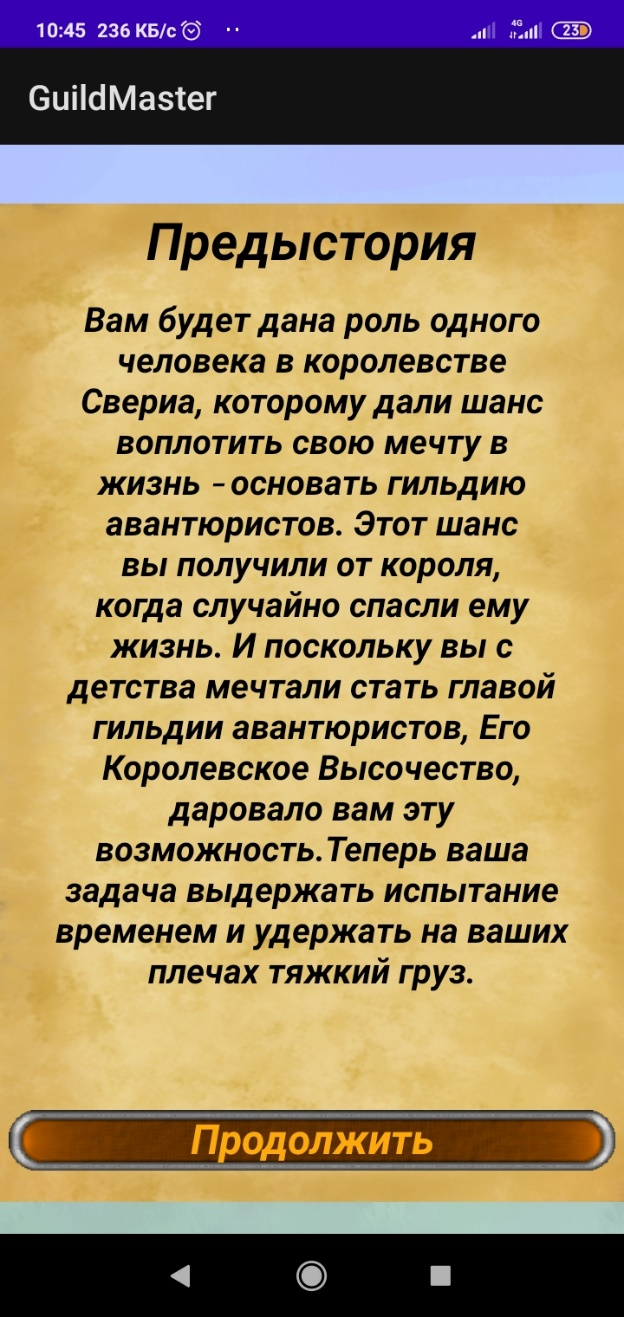 10:45 236 КБ/с
4G
23
GuildMaster
Предыстория
Вам будет дана роль одного
человека в королевстве
Свериа, которому дали шанс
воплотить свою мечту в
жизнь - основать гильдию
авантюристов. Этот шанс
вы получили от короля,
когда случайно спасли ему
жизнь. И поскольку вы с
детства мечтали стать главой
гильдии авантюристов, Его
Королевское Высочество,
даровало вам эту
возможность.Теперь ваша
задача выдержать испытание
временем и удержать на ваших
плечах тяжкий груз.
Продолжить